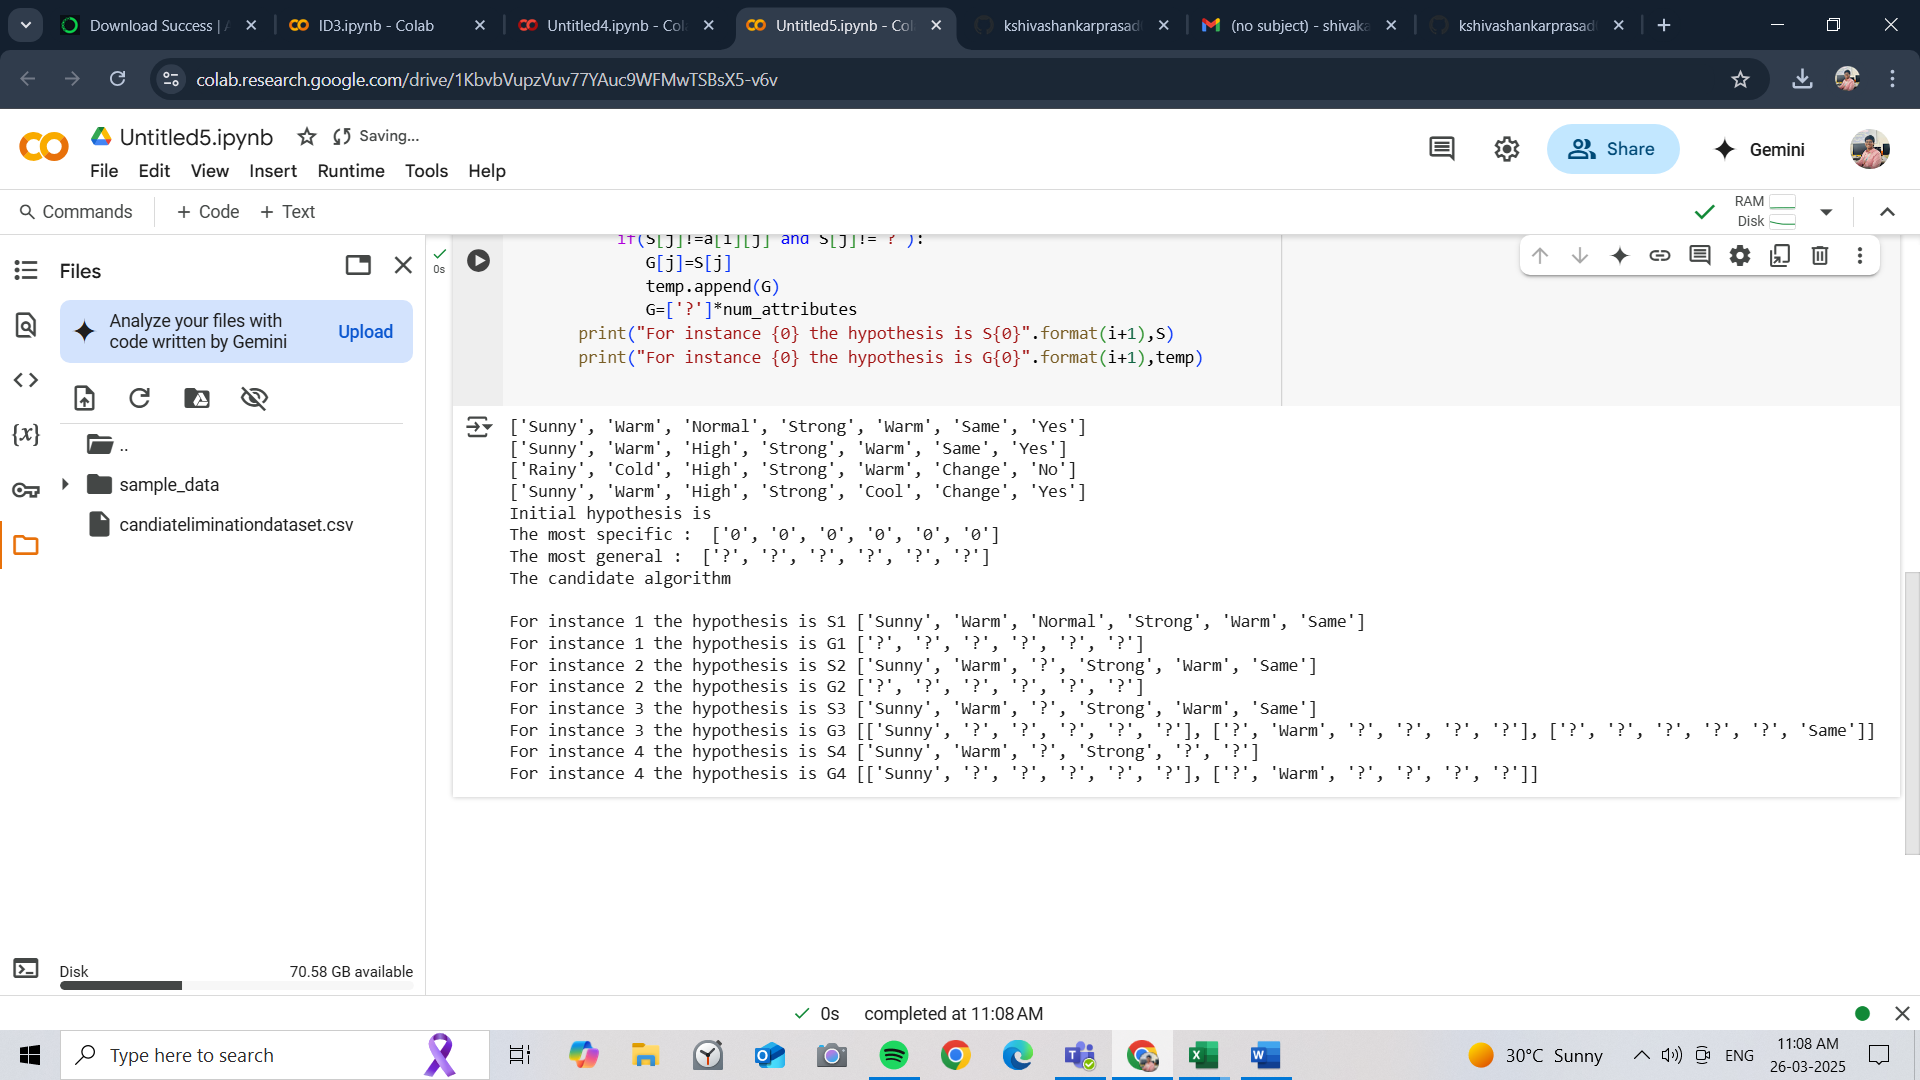 Download Success | A
ID3.ipynb - Colab
Untitled4.ipynb - Col
Untitled5.ipynb - Col
kshivashankarprasad
(no subject) - shivaka
kshivashankarprasad
colab.research.google.com/drive/1KbvbVupzVuv77YAuc9WFMwTSBsX5-v6v
Untitled5.ipynb
Saving...
File Edit View Insert Runtime Tools Help
Share
Gemini
Commands
+ Code + Text
RAM
Disk
Files
Analyze your files with
code written by Gemini
Upload
..
sample_data
candiateliminationdataset.csv
Disk
70.58 GB available
0s
if(S[j]!=a[i][j] and S[j]!='?'):
G[j]=S[j]
temp.append(G)
G=['?']*num_attributes
print("For instance {0} the hypothesis is S{0}".format(i+1),S)
print("For instance {0} the hypothesis is G{0}".format(i+1),temp)
['Sunny', 'Warm', 'Normal', 'Strong', 'Warm', 'Same', 'Yes']
['Sunny', 'Warm', 'High', 'Strong', 'Warm', 'Same', 'Yes']
['Rainy', 'Cold', 'High', 'Strong', 'Warm', 'Change', 'No']
['Sunny', 'Warm', 'High', 'Strong', 'Cool', 'Change', 'Yes']
Initial hypothesis is
The most specific :  ['0', '0', '0', '0', '0', '0']
The most general :  ['?', '?', '?', '?', '?', '?']
The candidate algorithm
For instance 1 the hypothesis is S1 ['Sunny', 'Warm', 'Normal', 'Strong', 'Warm', 'Same']
For instance 1 the hypothesis is G1 ['?', '?', '?', '?', '?', '?']
For instance 2 the hypothesis is S2 ['Sunny', 'Warm', '?', 'Strong', 'Warm', 'Same']
For instance 2 the hypothesis is G2 ['?', '?', '?', '?', '?', '?']
For instance 3 the hypothesis is S3 ['Sunny', 'Warm', '?', 'Strong', 'Warm', 'Same']
For instance 3 the hypothesis is G3 [['Sunny', '?', '?', '?', '?', '?'], ['?', 'Warm', '?', '?', '?', '?'], ['?', '?', '?', '?', '?', 'Same']]
For instance 4 the hypothesis is S4 ['Sunny', 'Warm', '?', 'Strong', '?', '?']
For instance 4 the hypothesis is G4 [['Sunny', '?', '?', '?', '?', '?'], ['?', 'Warm', '?', '?', '?', '?']]
0s completed at 11:08 AM
Type here to search
30°C Sunny
ENG
11:08 AM
26-03-2025